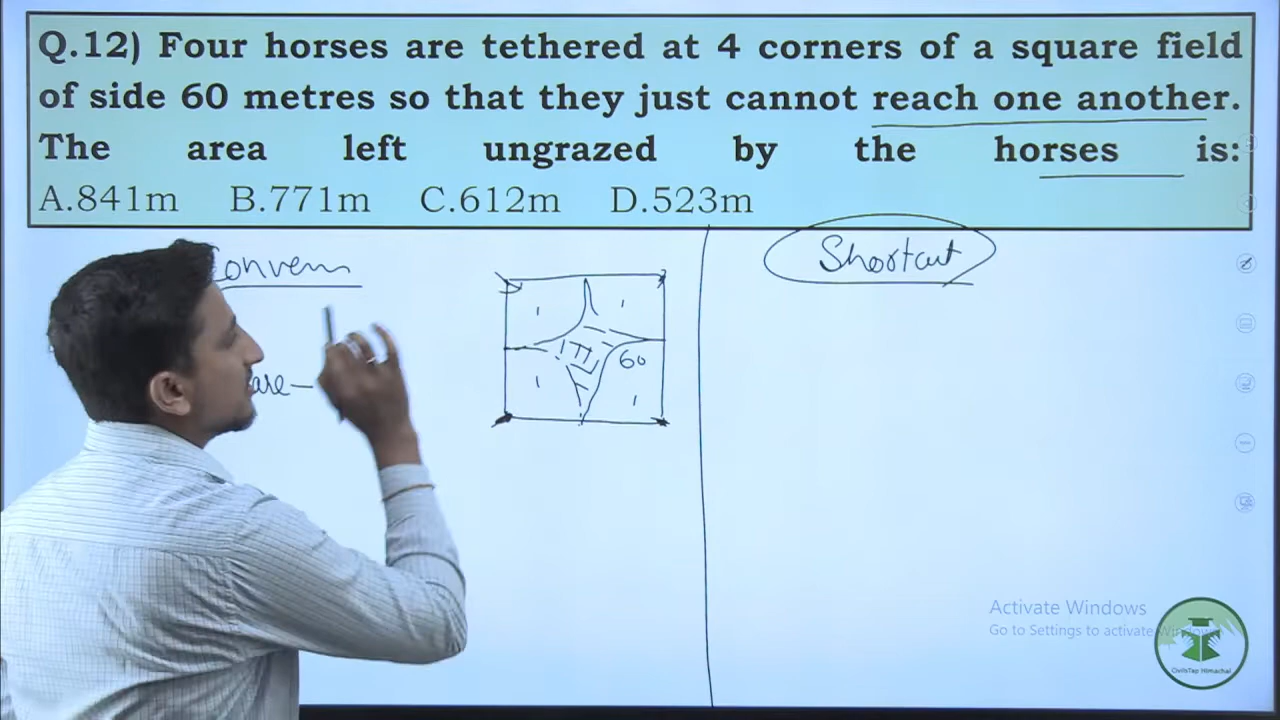 Q.12) Four horses are tethered at 4 corners of a square field
of side 60 metres so that they just cannot reach one another.
The area left ungrazed by the horses is:
A.841m B.771m C.612m D.523m
Shortcut
60
Activate Windows
Go to Settings to activate
CivilsTap Himachal